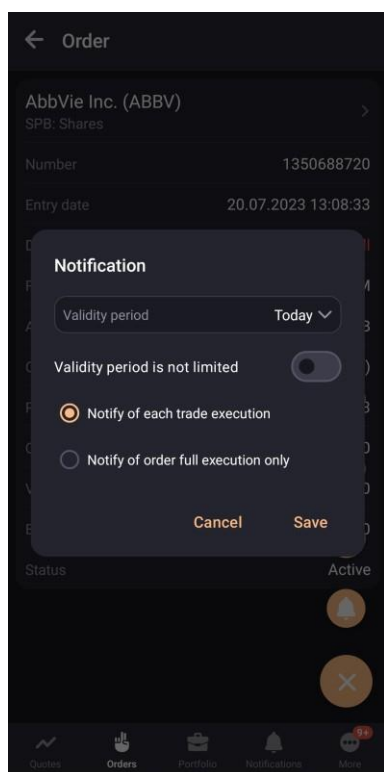 Order
AbbVie Inc. (ABBV)
SPB: Shares
Number 1350688720
Entry date 20.07.2023 13:08:33
Notification
Validity period Today
Validity period is not limited
Notify of each trade execution
Notify of order full execution only
Cancel Save
Status Active
9+
Quotes Orders Portfolio Notifications More